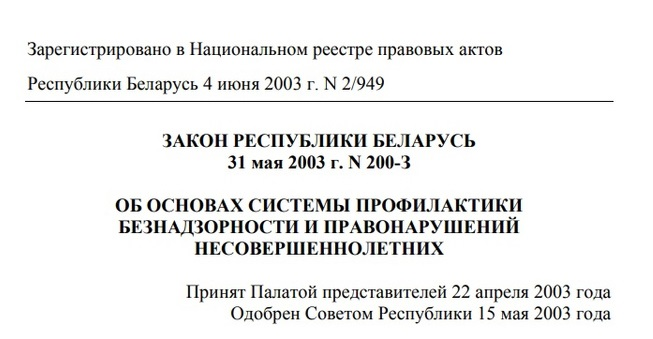 Зарегистрировано в Национальном реестре правовых актов
Республики Беларусь 4 июня 2003 г. N 2/949
ЗАКОН РЕСПУБЛИКИ БЕЛАРУСЬ
31 мая 2003 г. N 200-З
ОБ ОСНОВАХ СИСТЕМЫ ПРОФИЛАКТИКИ
БЕЗНАДЗОРНОСТИ И ПРАВОНАРУШЕНИЙ
НЕСОВЕРШЕННОЛЕТНИХ
Принят Палатой представителей 22 апреля 2003 года
Одобрен Советом Республики 15 мая 2003 года